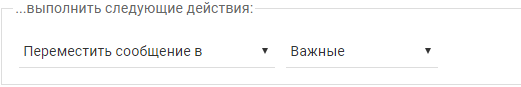 ...выполнить следующие действия:
Переместить сообщение в Важные